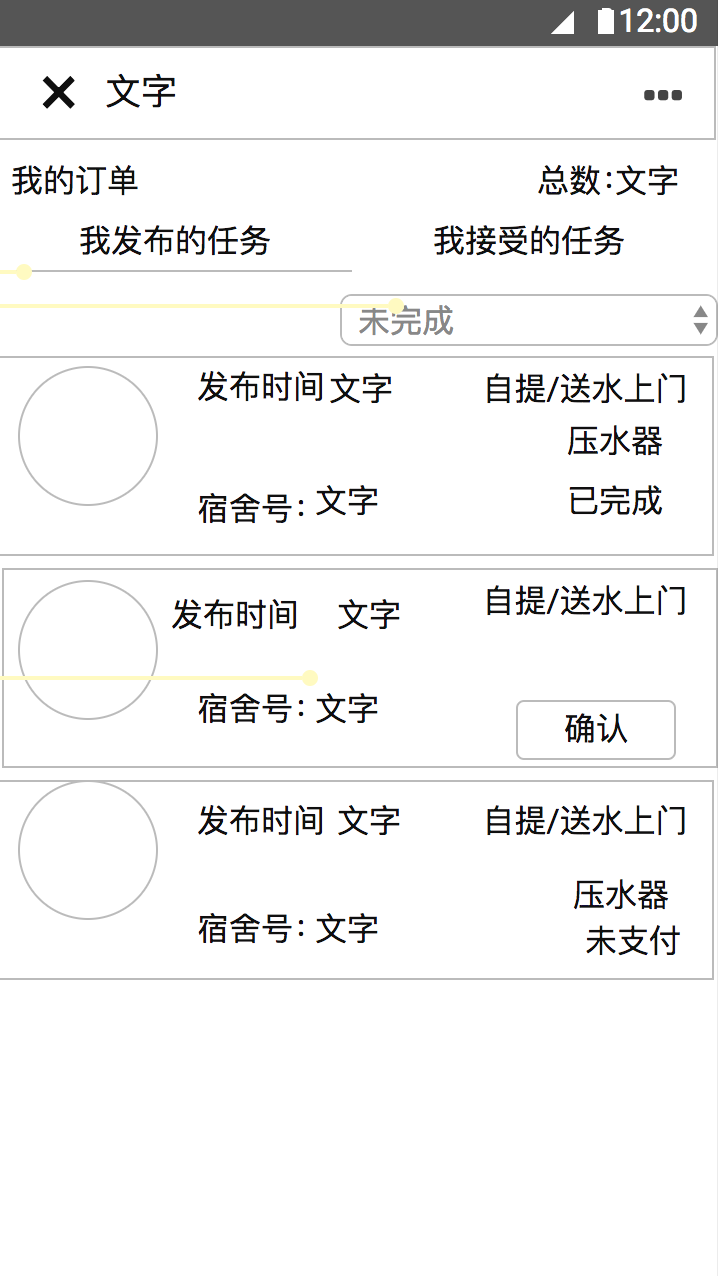 12:00
文字
我的订单 总数:文字
我发布的任务 我接受的任务
未完成
发布时间 文字 自提/送水上门
压水器
宿舍号: 文字 已完成
发布时间 文字 自提/送水上门
宿舍号: 文字
确认
发布时间 文字 自提/送水上门
压水器
宿舍号: 文字 未支付